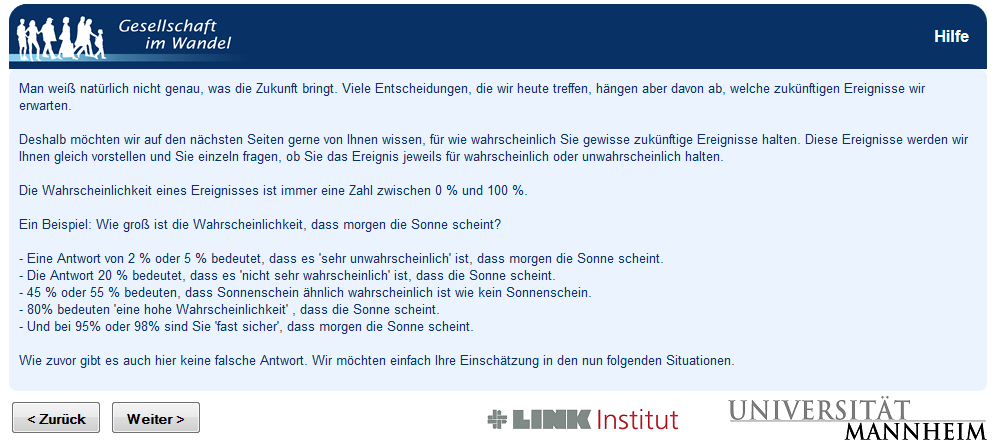 Gesellschaft
im Wandel
Hilfe
Man weiß natürlich nicht genau, was die Zukunft bringt. Viele Entscheidungen, die wir heute treffen, hängen aber davon ab, welche zukünftigen Ereignisse wir
erwarten.
Deshalb möchten wir auf den nächsten Seiten gerne von Ihnen wissen, für wie wahrscheinlich Sie gewisse zukünftige Ereignisse halten. Diese Ereignisse werden wir
Ihnen gleich vorstellen und Sie einzeln fragen, ob Sie das Ereignis jeweils für wahrscheinlich oder unwahrscheinlich halten.
Die Wahrscheinlichkeit eines Ereignisses ist immer eine Zahl zwischen 0 % und 100 %.
Ein Beispiel: Wie groß ist die Wahrscheinlichkeit, dass morgen die Sonne scheint?
- Eine Antwort von 2 % oder 5 % bedeutet, dass es 'sehr unwahrscheinlich' ist, dass morgen die Sonne scheint.
- Die Antwort 20 % bedeutet, dass es 'nicht sehr wahrscheinlich' ist, dass die Sonne scheint.
- 45 % oder 55 % bedeuten, dass Sonnenschein ähnlich wahrscheinlich ist wie kein Sonnenschein.
- 80% bedeuten 'eine hohe Wahrscheinlichkeit' , dass die Sonne scheint.
- Und bei 95% oder 98% sind Sie 'fast sicher', dass morgen die Sonne scheint.
Wie zuvor gibt es auch hier keine falsche Antwort. Wir möchten einfach Ihre Einschätzung in den nun folgenden Situationen.
< Zurück
Weiter >
LINK Institut
UNIVERSITÄT
MANNHEIM